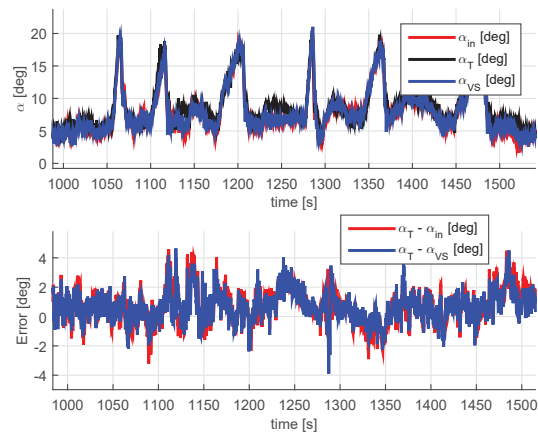 20
15
10
5
0
α [deg]
α_in [deg]
α_T [deg]
α_VS [deg]
1000 1050 1100 1150 1200 1250 1300 1350 1400 1450 1500
time [s]
α_T - α_in [deg]
α_T - α_VS [deg]
4
2
0
-2
-4
Error [deg]
1000 1050 1100 1150 1200 1250 1300 1350 1400 1450 1500
time [s]